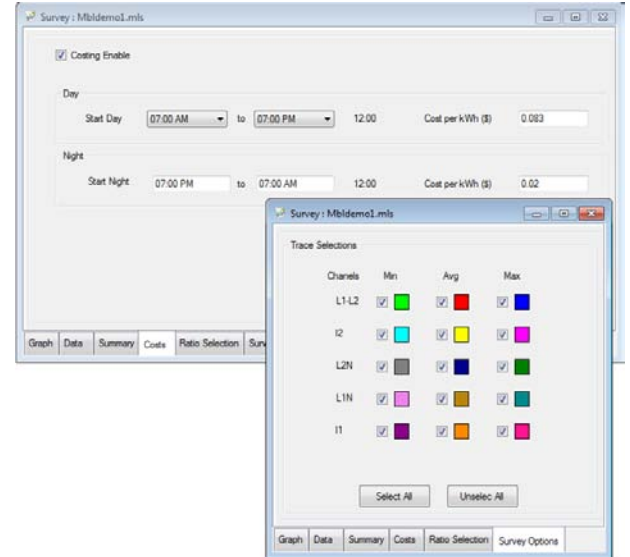 Survey : Mbldemo1.mls
Costing Enable
Day
Start Day 07:00 AM to 07:00 PM 12:00 Cost per kWh ($) 0.083
Night
Start Night 07:00 PM to 07:00 AM 12:00 Cost per kWh ($) 0.02
Graph Data Summary Costs Ratio Selection Surv
Survey : Mbldemo1.mls
Trace Selections
Channels Min Avg Max
L1-L2
I2
L2N
L1N
I1
Select All Unselec All
Graph Data Summary Costs Ratio Selection Survey Options